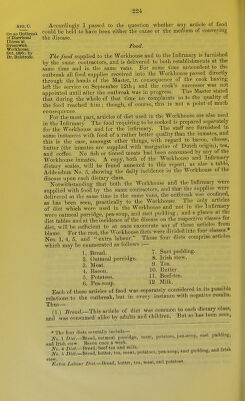 224
APP. C.
On an Outbreak
of Diarrhœal
Illness in
Greenwich
Workhouse
and Infirmary; by
Dr. Bulstrode.
Accordingly I passed to the question whether any article of food
could be held to have been either the cause or the medium of conveying
the disease.
Food.
The food supplied to the Workhouse and to the Infirmary is furnished
by the same contractors, and is delivered to both establishments at the
same time and in the same vans. For some time antecedent to the
outbreak all food supplies received into the Workhouse passed directly
through the hands of the Master, in consequence of the cook having
left the service on September 12th; and the cook's successor was not
appointed until after the outbreak was in progress. The Master stated
that during the whole of that time no complaints as to the quality of
the food reached him; though, of course, this is not a point of much
consequence.
For the most part, articles of diet used in the Workhouse are also used
in the Infirmary. The food requiring to be cooked is prepared separately
for the Workhouse and for the infirmary. The staff are furnished in
some instances with food of a rather better quality than the inmates, and
this is the case, amongst other things, with regard to butter (for which
butter the inmates are supplied with margarine of Dutch origin), tea,
and coffee. No fish or shellfish had been consumed by any of the
Workhouse inmates. A copy, both of the Workhouse and Infirmary
dietary scales, will be found annexed to this report, as also a table,
Addendum No. 3, showing the daily incidence in the Workhouse of the
disease upon each dietary class.
Notwithstanding that both the Workhouse and the Infirmary were
supplied with food by the same contractors, and that the supplies were
delivered at the same time in the same vans, the outbreak was confined,
as has been seen, practically to the Workhouse. The only articles
of diet which were used in the Workhouse and not in the Infirmary
were oatmeal porridge, pea-soup, and suet pudding; and a glance at the
diet tables and at the incidence of the disease on the respective classes for
diet, will be sufficient to at once exonerate any of these articles from
blame. For the rest, the Workhouse diets were divided into four classes*
Nos. 1, 4, 5, and "extra labour." These four diets comprise articles
which may be enumerated as follows :—
1. Bread.
2. Oatmeal porridge.
3. Meat.
4. Bacon.
5. Potatoes.
6. Pea-soup.
7. Suet pudding.
8. Irish stew.
9. Tea.
10. Butter.
11. Beef-tea.
12. Milk.
Each of these articles of food was separately considered in its possible
relations to the outbreak, but in every instance with negative results.
Thus—
(1.) Bread.—This article of diet was common to each dietary class,
and was consumed alike by adults and children. But as has been seen,
* The four diets severally include—
No. 1 Diet.—Bread, oatmeal porridge, meat, potatoes, pea-soup, suet pudding,
and Irish stew. Bacon once a week.
No. 4 Diet.—Bread, beef tea and milk.
No. 5 Diet.—Bread, butter, tea, meat, potatoes, pea-soup, suet pudding, and Irish
stew.
Extra Labour Diet.—Bread, butter, tea, meat, and potatoes.